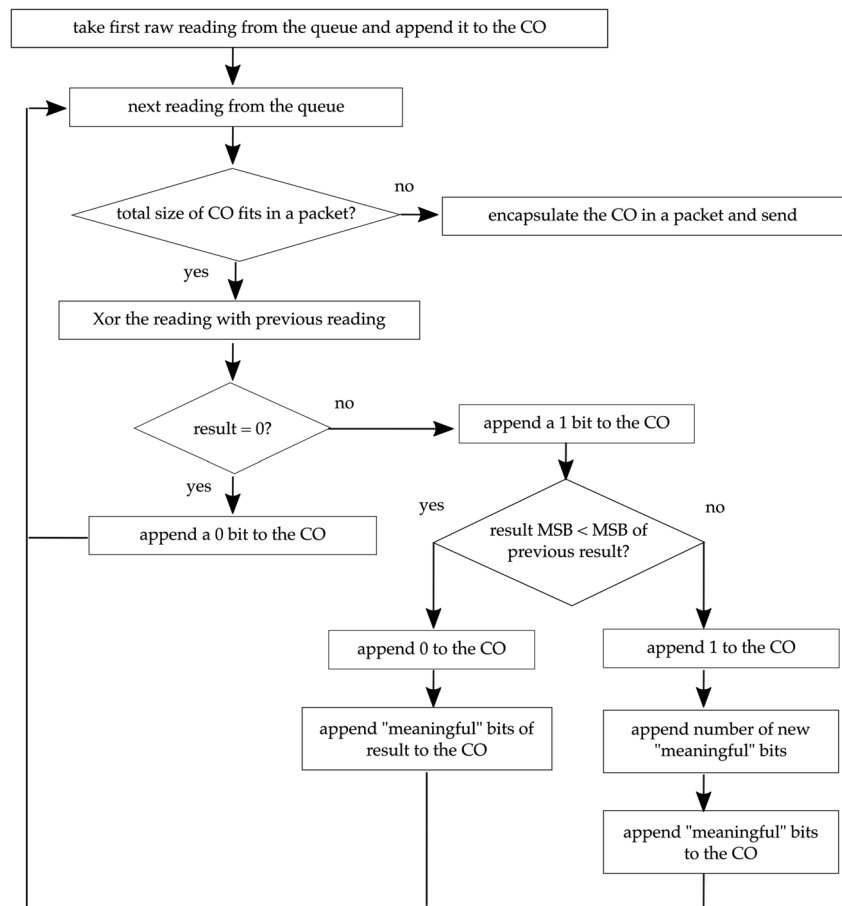 take first raw reading from the queue and append it to the CO
next reading from the queue
total size of CO fits in a packet?
no
encapsulate the CO in a packet and send
yes
Xor the reading with previous reading
result = 0?
no
append a 1 bit to the CO
yes
append a 0 bit to the CO
yes
result MSB < MSB of
previous result?
no
append 0 to the CO
append 1 to the CO
append "meaningful" bits of
result to the CO
append number of new
"meaningful" bits
append "meaningful" bits
to the CO